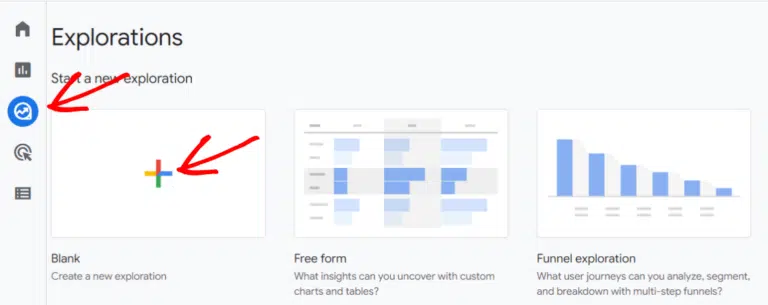 Explorations
Start a new exploration
Blank
Create a new exploration
Free form
What insights can you uncover with custom
charts and tables?
Funnel exploration
What user journeys can you analyze, segment,
and breakdown with multi-step funnels?